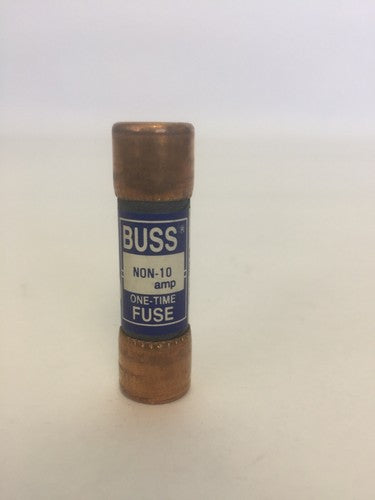 BUSS®
NON-10
amp
ONE-TIME
FUSE